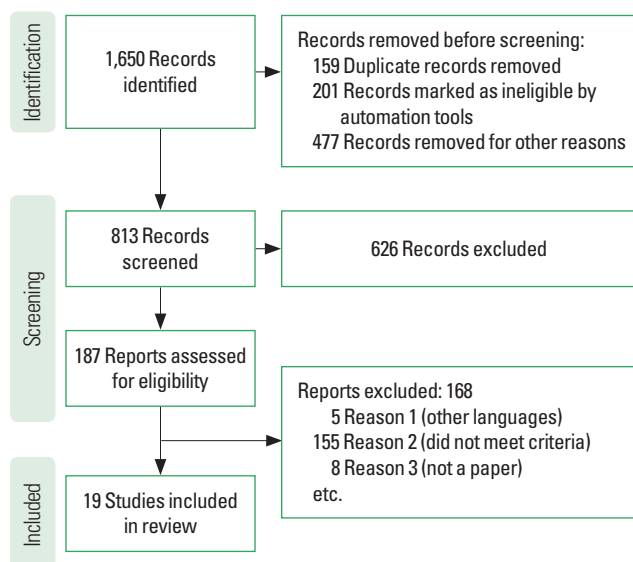 Identification
1,650 Records
identified
Records removed before screening:
159 Duplicate records removed
201 Records marked as ineligible by
automation tools
477 Records removed for other reasons
Screening
813 Records
screened
626 Records excluded
187 Reports assessed
for eligibility
Reports excluded: 168
5 Reason 1 (other languages)
155 Reason 2 (did not meet criteria)
8 Reason 3 (not a paper)
etc.
Included
19 Studies included
in review